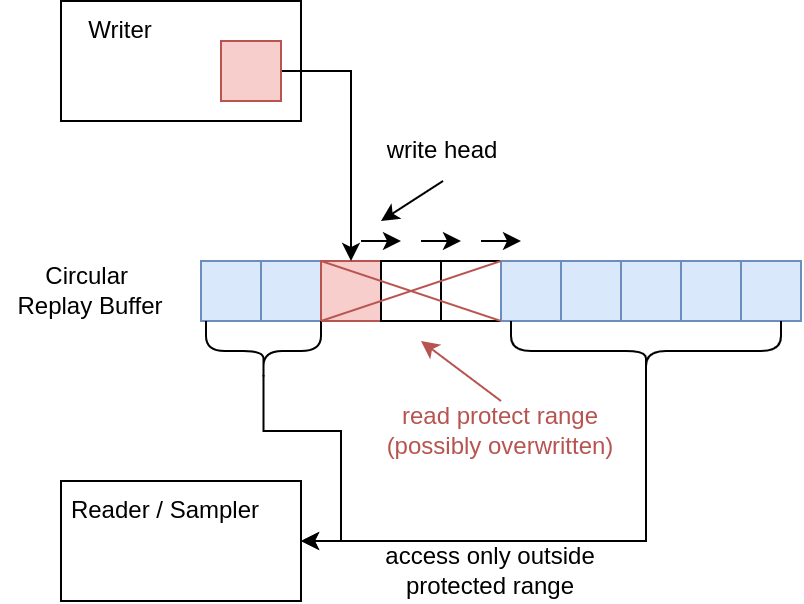 Writer
write head
Circular
Replay Buffer
read protect range
(possibly overwritten)
Reader / Sampler
access only outside
protected range